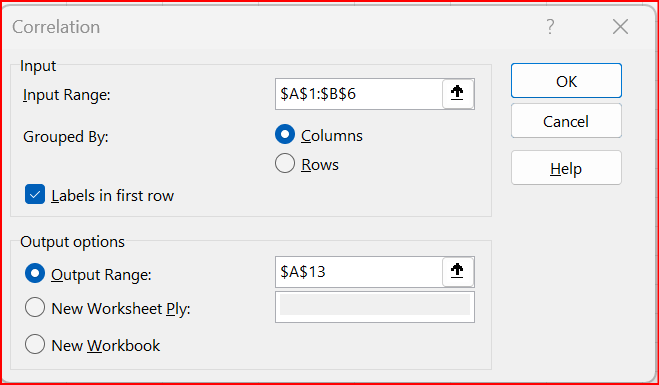 Correlation ? ×
Input
Input Range: $A$1:$B$6
OK
Grouped By: Columns
Cancel
Rows
Help
Labels in first row
Output options
Output Range: $A$13
New Worksheet Ply:
New Workbook